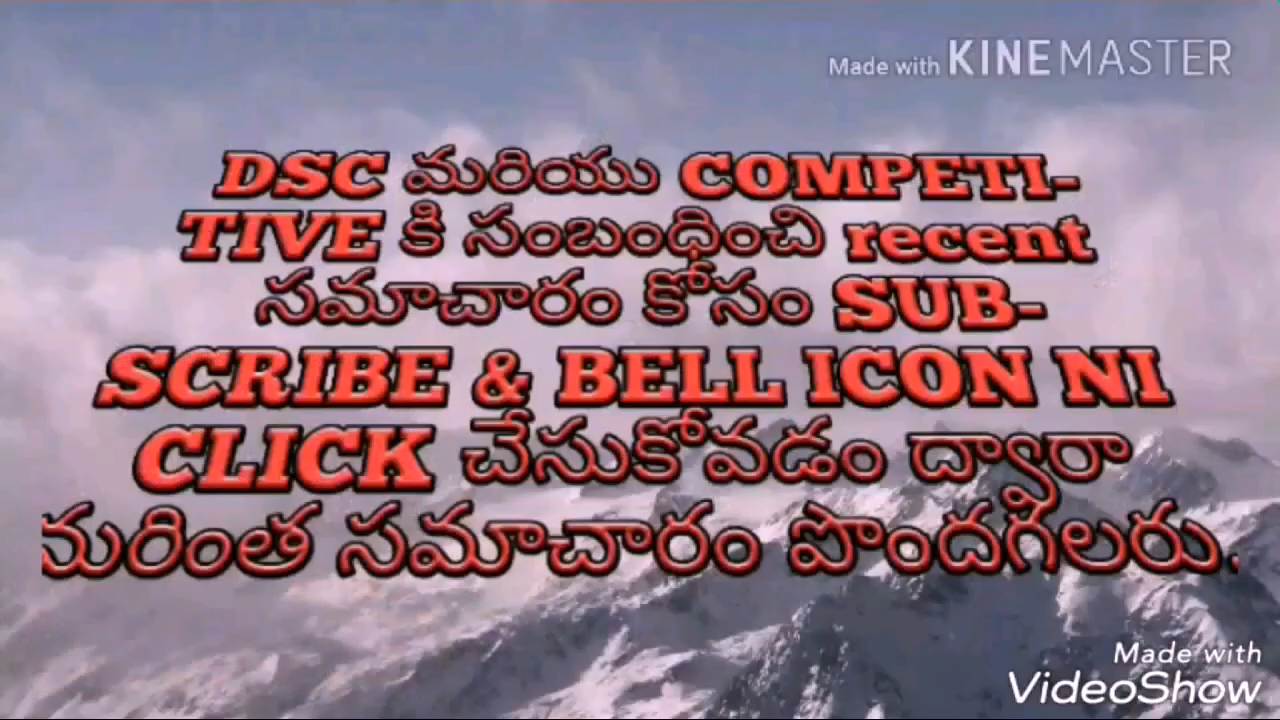 Made with KINEMASTER
DSC మరియు COMPETI-
TIVE కి సంబంధించి recent
సమాచారం కోసం SUB-
SCRIBE & BELL ICON NI
CLICK చేసుకోవడం ద్వారా
మరింత సమాచారం పొందగలరు.
Made with
VideoShow